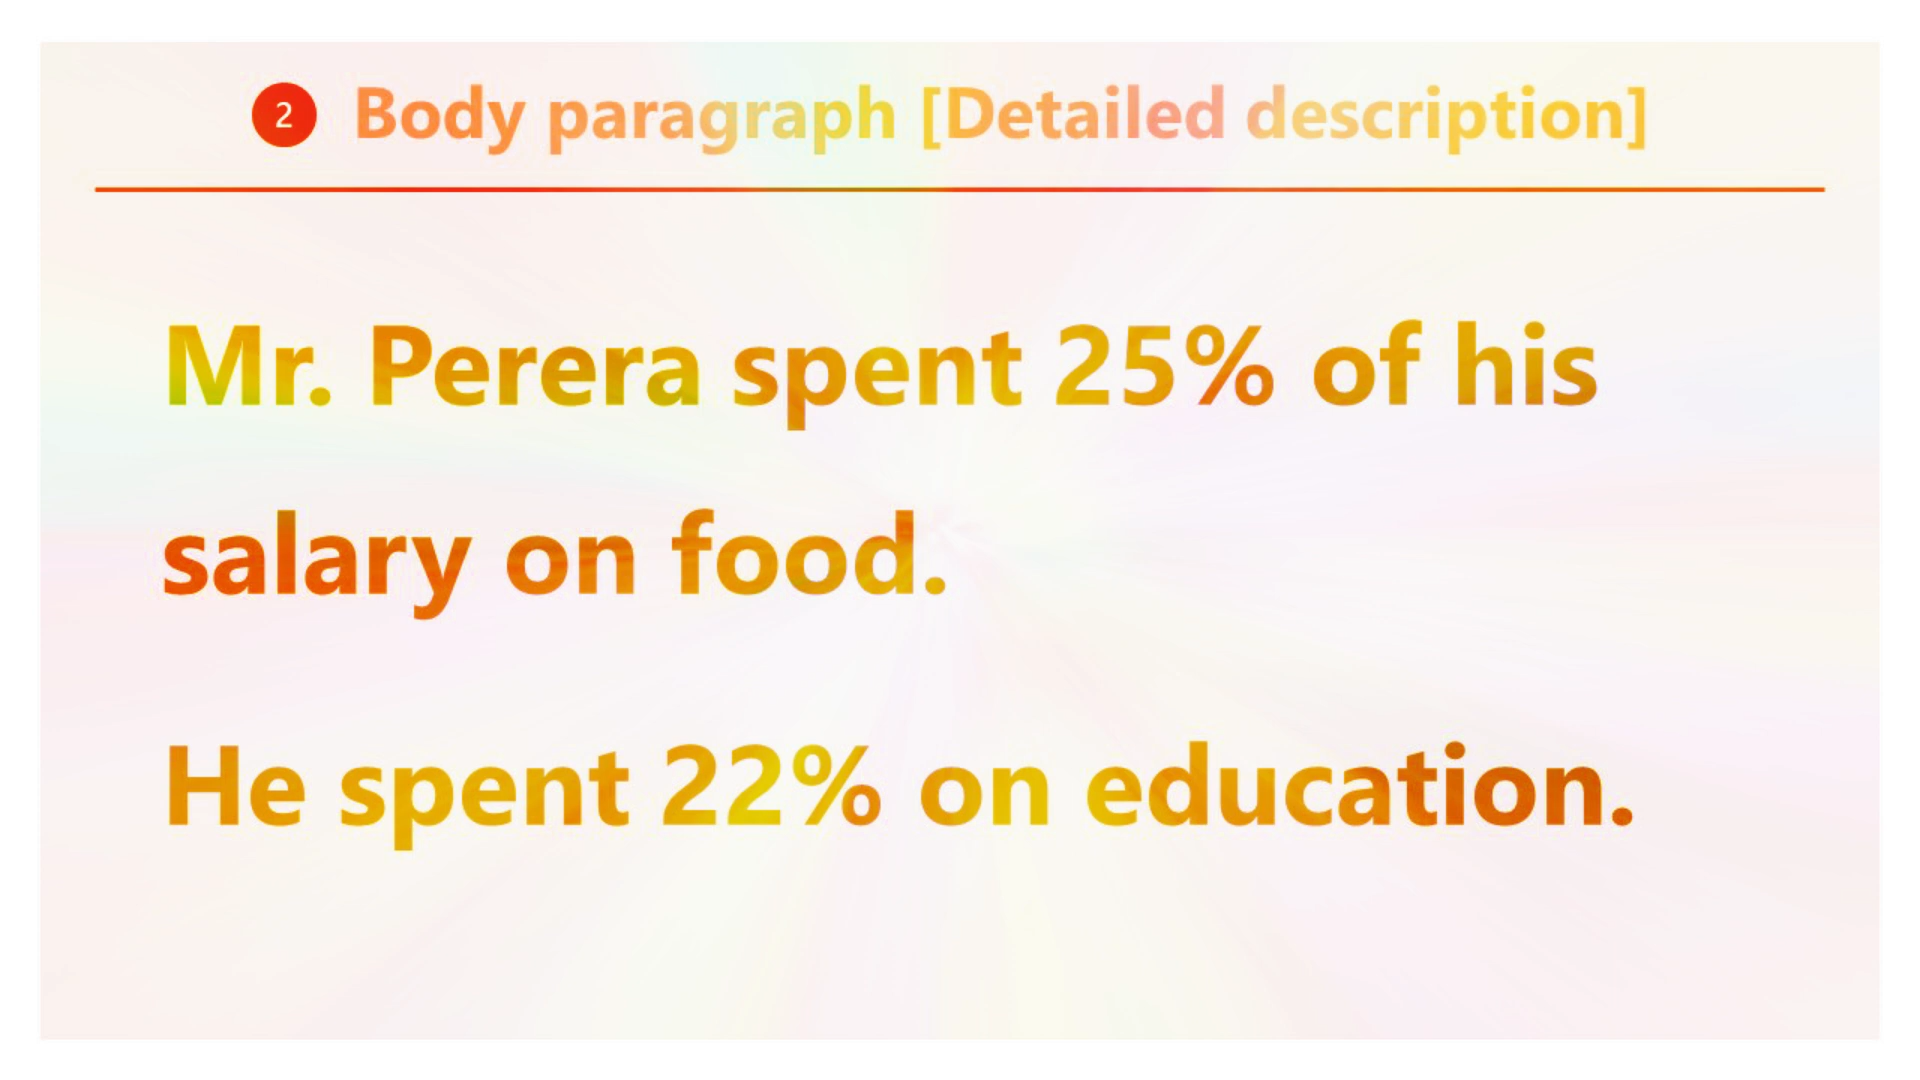 2 Body paragraph [Detailed description]
Mr. Perera spent 25% of his
salary on food.
He spent 22% on education.